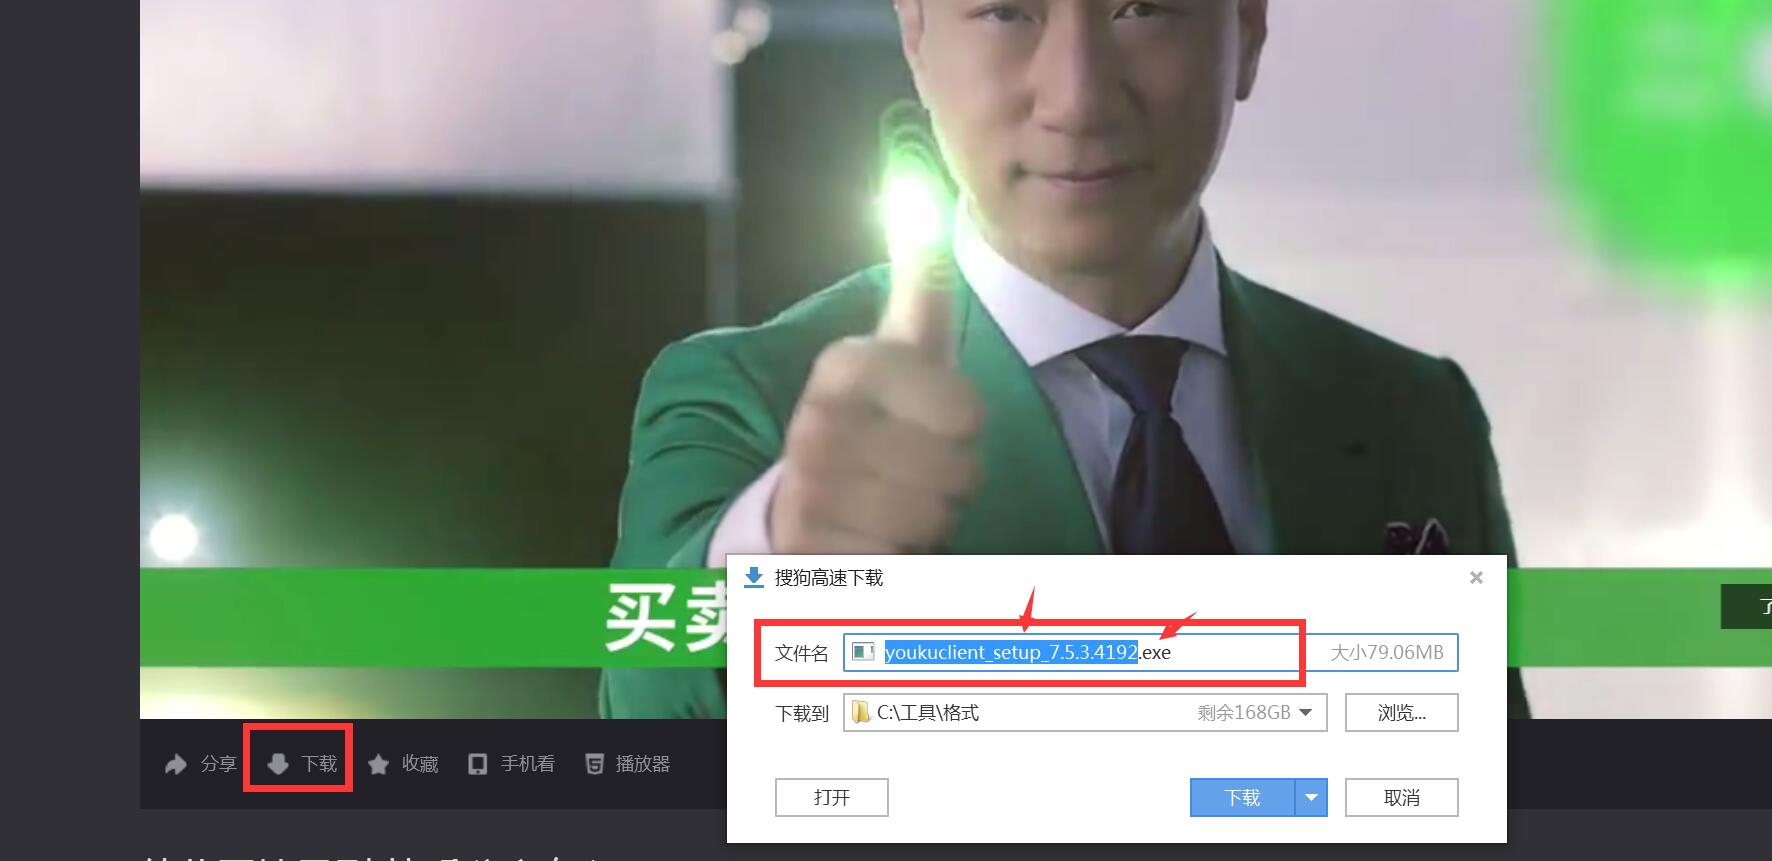 买卖
搜狗高速下载
文件名 youkuclient_setup_7.5.3.4192.exe 大小79.06MB
下载到 C:\工具\格式 剩余168GB 浏览...
分享 下载 收藏 手机看 播放器
打开 下载 取消